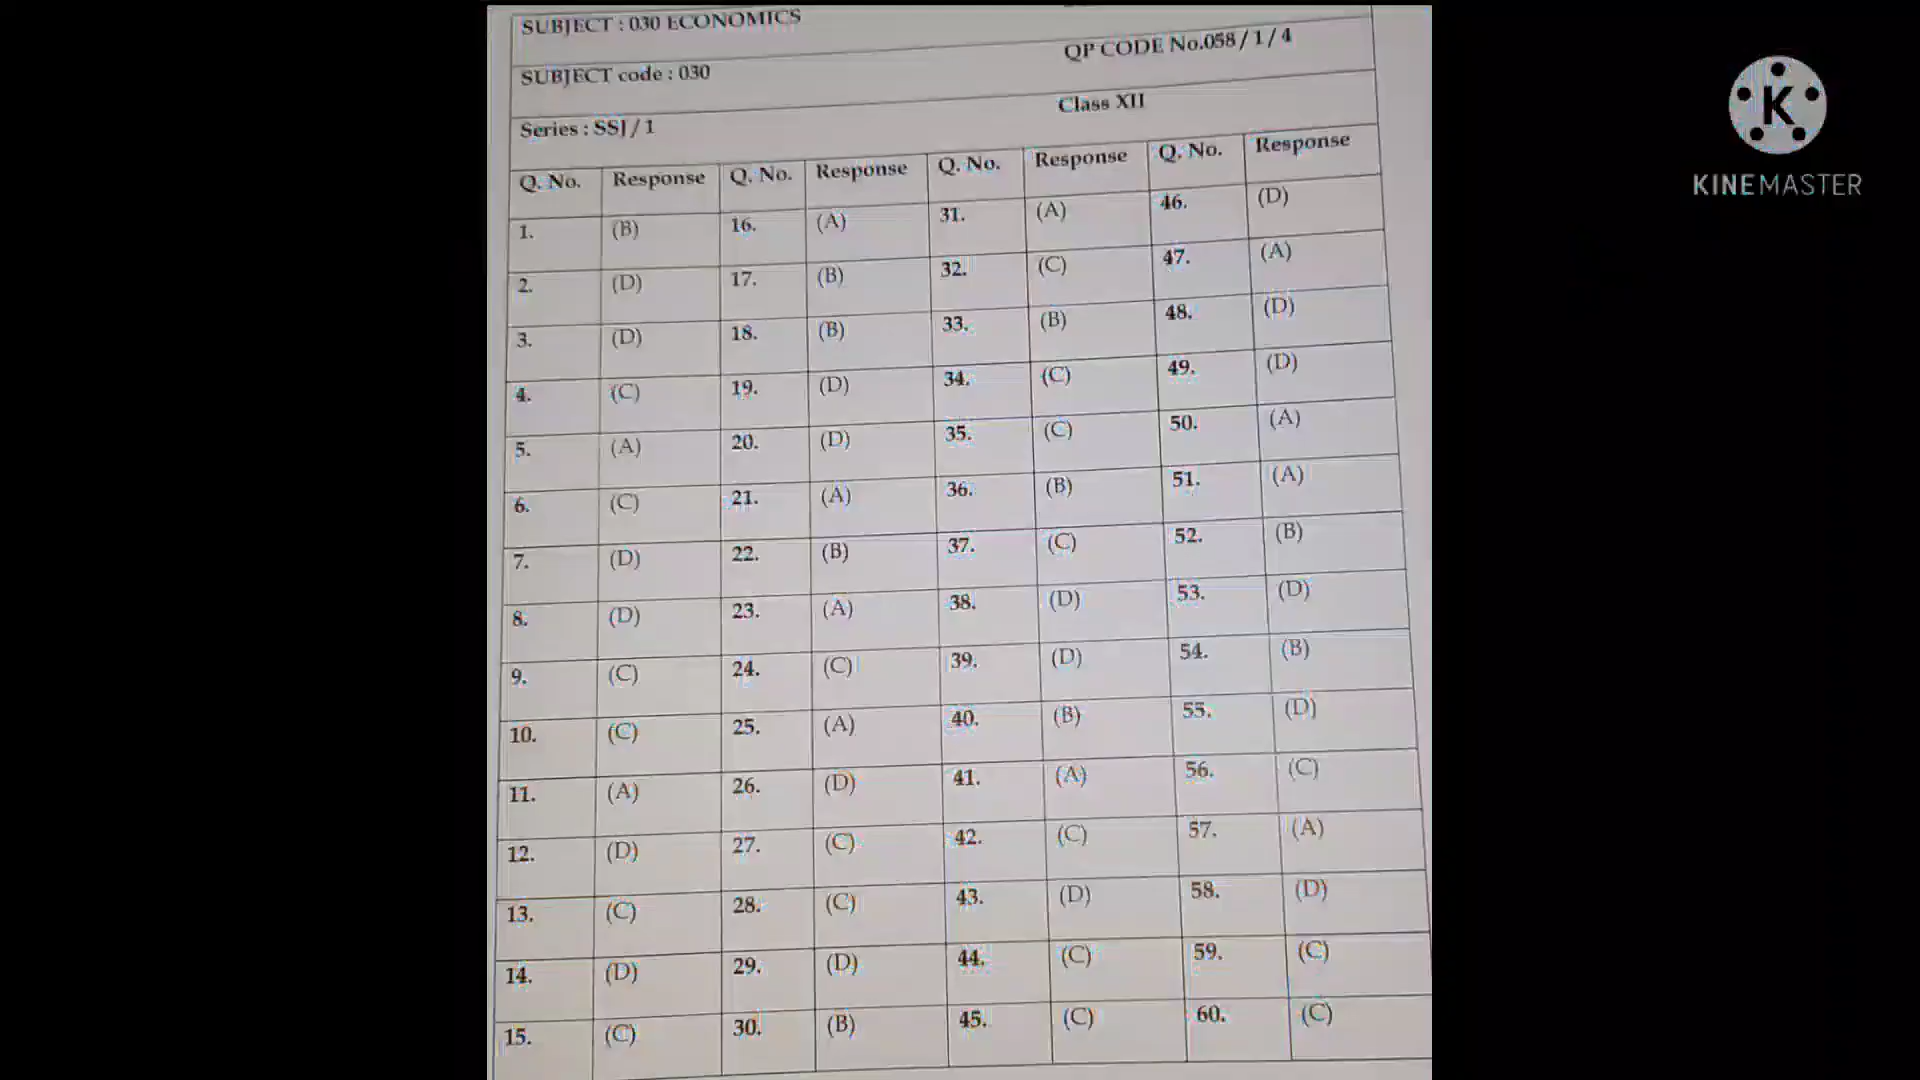 SUBJECT : 030 ECONOMICS
SUBJECT code : 030 QP CODE No.058 / 1 / 4
Series : SSJ / 1 Class XII
Q. No. Response Q. No. Response Q. No. Response Q. No. Response
1. (B) 16. (A) 31. (A) 46. (D)
2. (D) 17. (B) 32. (C) 47. (A)
3. (D) 18. (B) 33. (B) 48. (D)
4. (C) 19. (D) 34. (C) 49. (D)
5. (A) 20. (D) 35. (C) 50. (A)
6. (C) 21. (A) 36. (B) 51. (A)
7. (D) 22. (B) 37. (C) 52. (B)
8. (D) 23. (A) 38. (D) 53. (D)
9. (C) 24. (C) 39. (D) 54. (B)
10. (C) 25. (A) 40. (B) 55. (D)
11. (A) 26. (D) 41. (A) 56. (C)
12. (D) 27. (C) 42. (C) 57. (A)
13. (C) 28. (C) 43. (D) 58. (D)
14. (D) 29. (D) 44. (C) 59. (C)
15. (C) 30. (B) 45. (C) 60. (C)
K
KINEMASTER